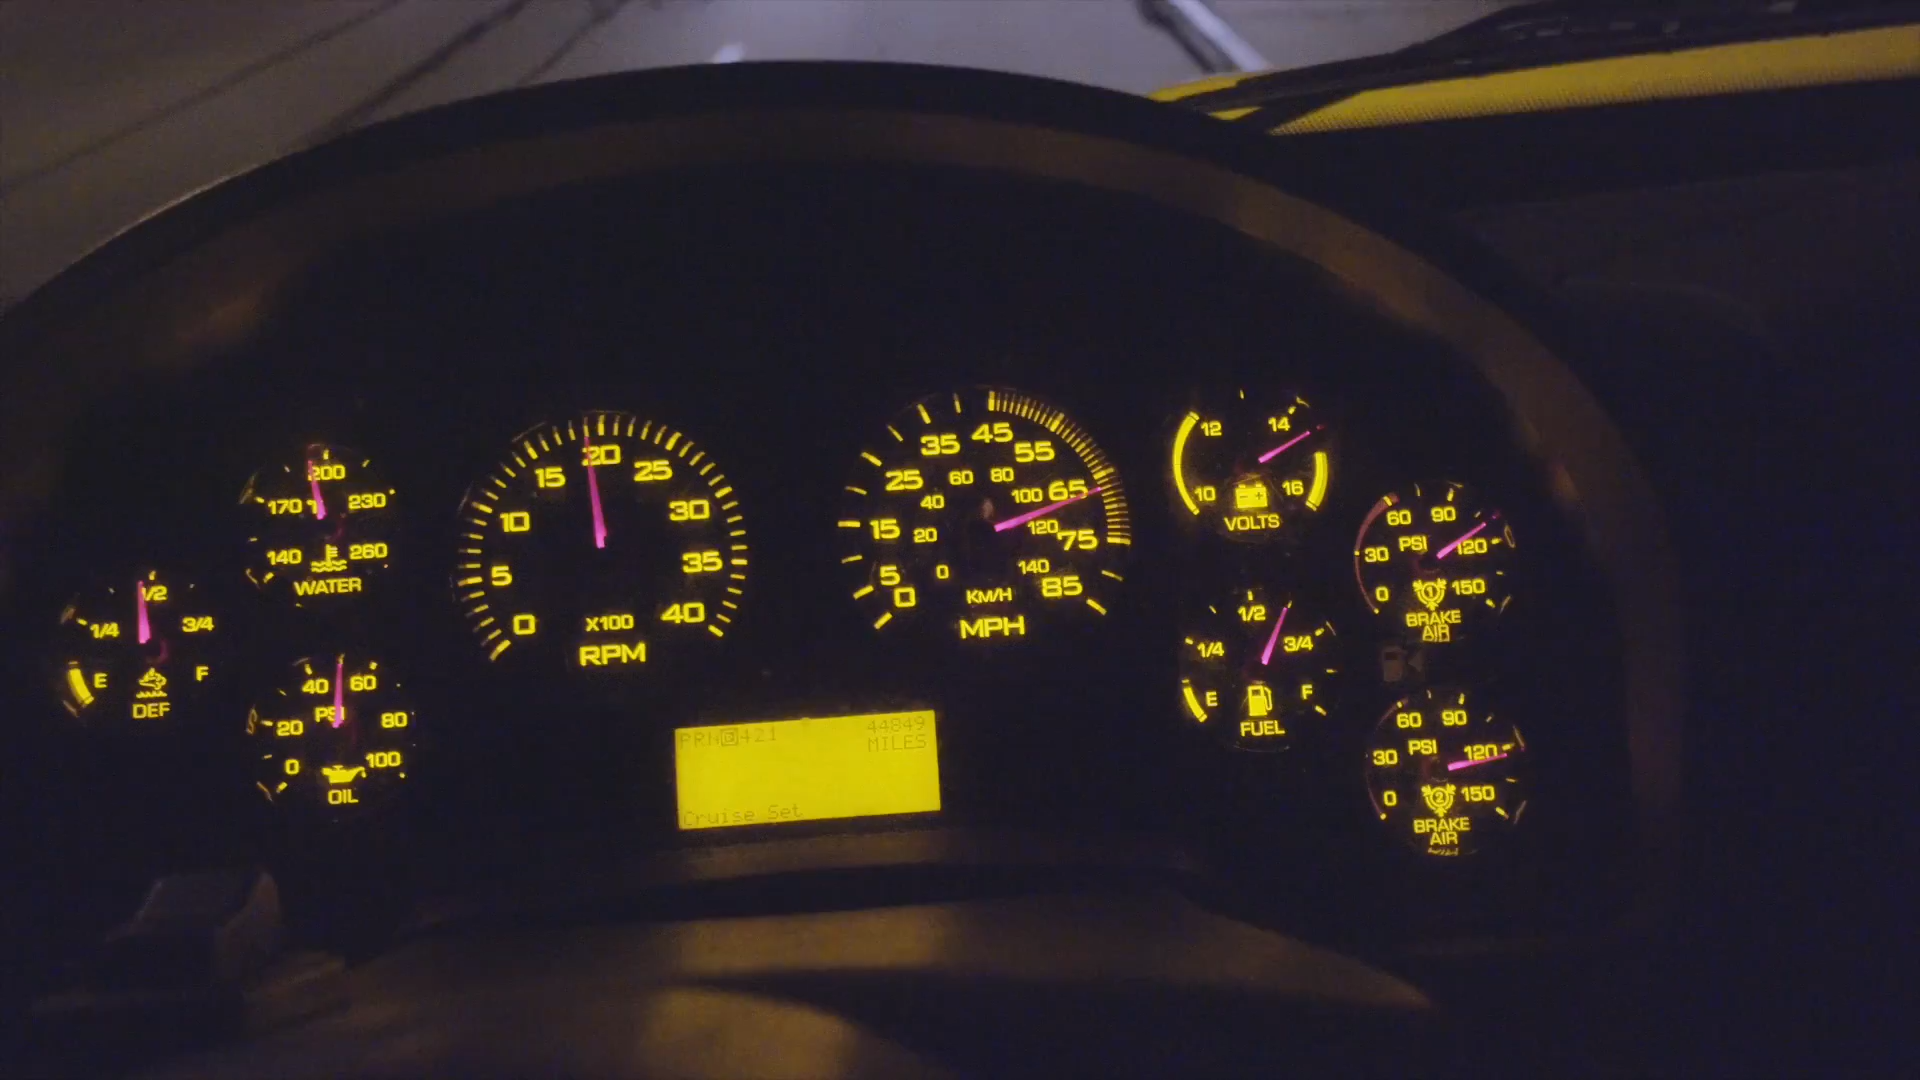 1/4 1/2 3/4
E F
DEF
170 200 230
140 260
WATER
40 60
20 PSI 80
0 100
OIL
0 5 10 15 20 25 30 35 40
X100
RPM
0 5 15 25 35 45 55 65 75 85
0 20 40 60 80 100 120 140
KM/H
MPH
PRND421 44849
MILES
Cruise Set
12 14
10 16
VOLTS
1/4 1/2 3/4
E F
FUEL
60 90
30 PSI 120
0 1 150
BRAKE
AIR
60 90
30 PSI 120
0 2 150
BRAKE
AIR